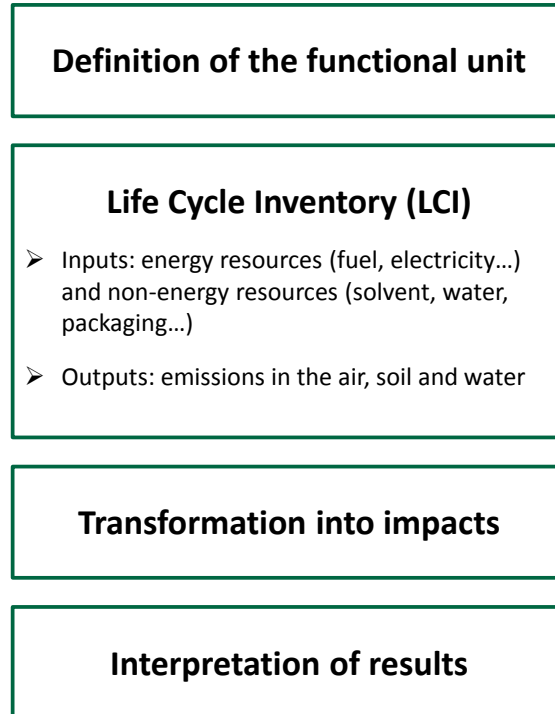 Definition of the functional unit
Life Cycle Inventory (LCI)
➢ Inputs: energy resources (fuel, electricity…)
and non-energy resources (solvent, water,
packaging…)
➢ Outputs: emissions in the air, soil and water
Transformation into impacts
Interpretation of results